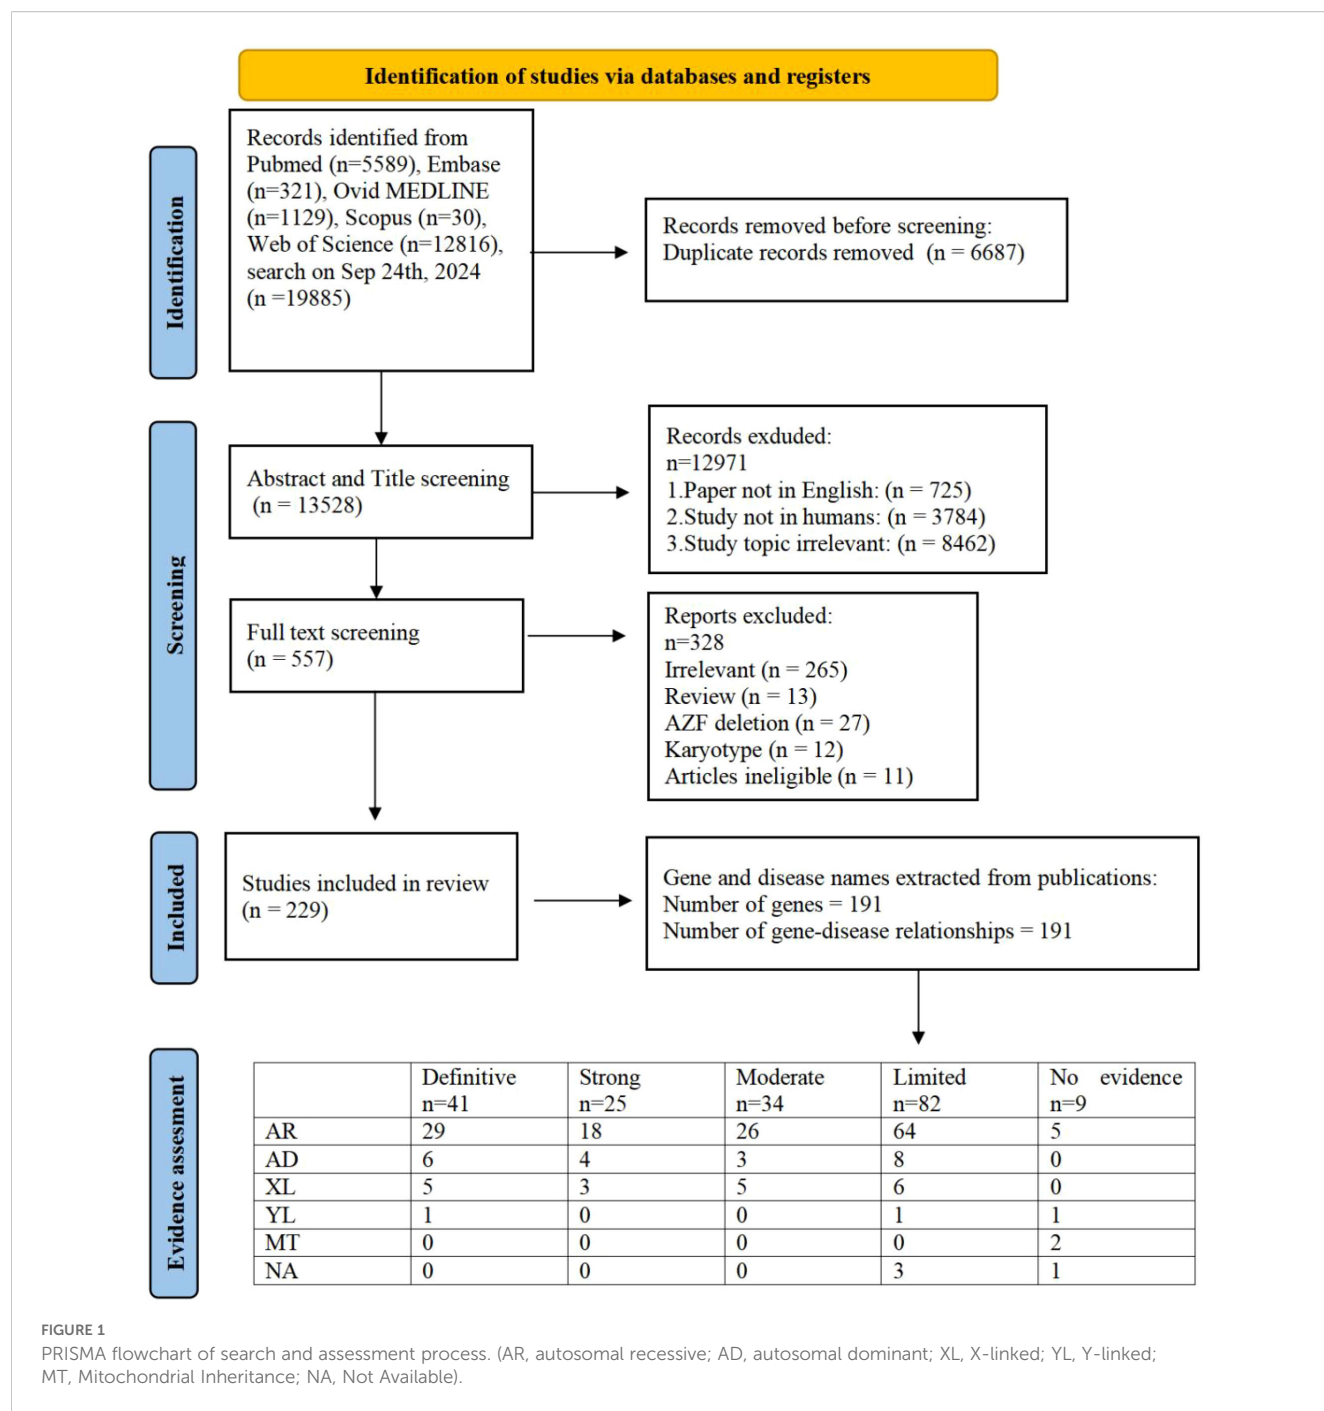 Identification of studies via databases and registers
Identification
Records identified from
Pubmed (n=5589), Embase
(n=321), Ovid MEDLINE
(n=1129), Scopus (n=30),
Web of Science (n=12816),
search on Sep 24th, 2024
(n =19885)
Records removed before screening:
Duplicate records removed (n = 6687)
Screening
Abstract and Title screening
(n = 13528)
Records exduded:
n=12971
1.Paper not in English: (n = 725)
2.Study not in humans: (n = 3784)
3.Study topic irrelevant: (n = 8462)
Full text screening
(n = 557)
Reports excluded:
n=328
Irrelevant (n = 265)
Review (n = 13)
AZF deletion (n = 27)
Karyotype (n = 12)
Articles ineligible (n = 11)
Included
Studies included in review
(n = 229)
Gene and disease names extracted from publications:
Number of genes = 191
Number of gene-disease relationships = 191
Evidence assesment
Definitive Strong Moderate Limited No evidence
n=41 n=25 n=34 n=82 n=9
AR 29 18 26 64 5
AD 6 4 3 8 0
XL 5 3 5 6 0
YL 1 0 0 1 1
MT 0 0 0 0 2
NA 0 0 0 3 1
FIGURE 1
PRISMA flowchart of search and assessment process. (AR, autosomal recessive; AD, autosomal dominant; XL, X-linked; YL, Y-linked;
MT, Mitochondrial Inheritance; NA, Not Available).